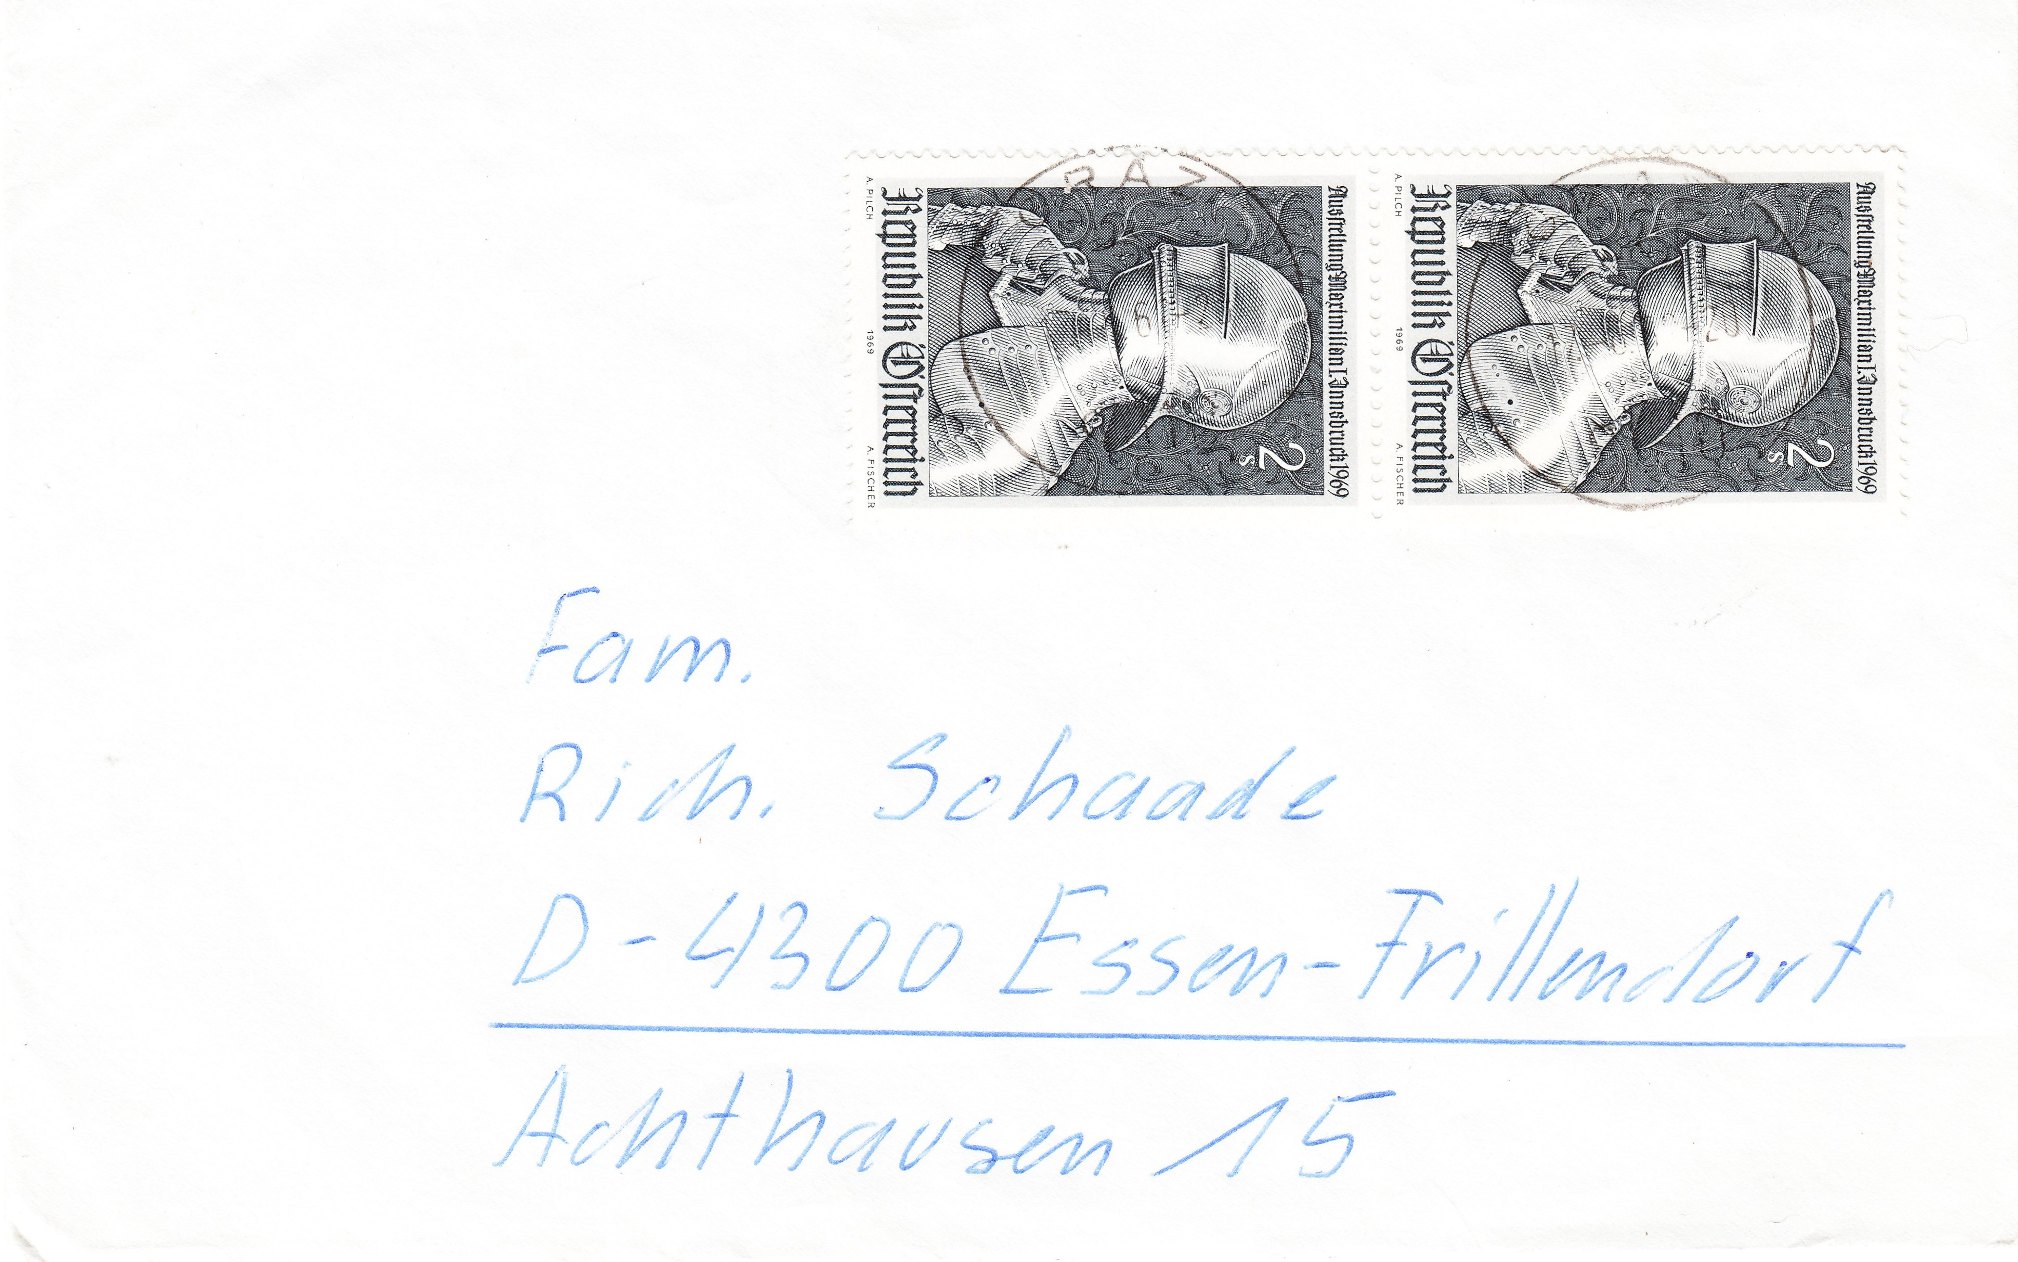 Ausstellung Maximilian I. Innsbruck 1969
2 s
Republik Österreich
A. PILCH 1969 A. FISCHER
Ausstellung Maximilian I. Innsbruck 1969
2 s
Republik Österreich
A. PILCH 1969 A. FISCHER
Fam.
Rich. Schaade
D-4300 Essen-Frillendorf
Achthausen 15